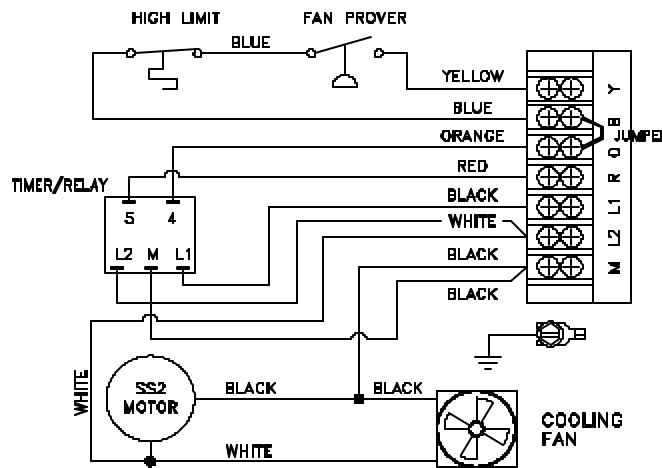 HIGH LIMIT
FAN PROVER
BLUE
YELLOW
Y
BLUE
B
ORANGE
O
JUMPE
RED
R
TIMER/RELAY
BLACK
L1
5 4
WHITE
L2
L2 M L1
BLACK
M
BLACK
WHITE
SS2
MOTOR
BLACK
BLACK
COOLING
FAN
WHITE